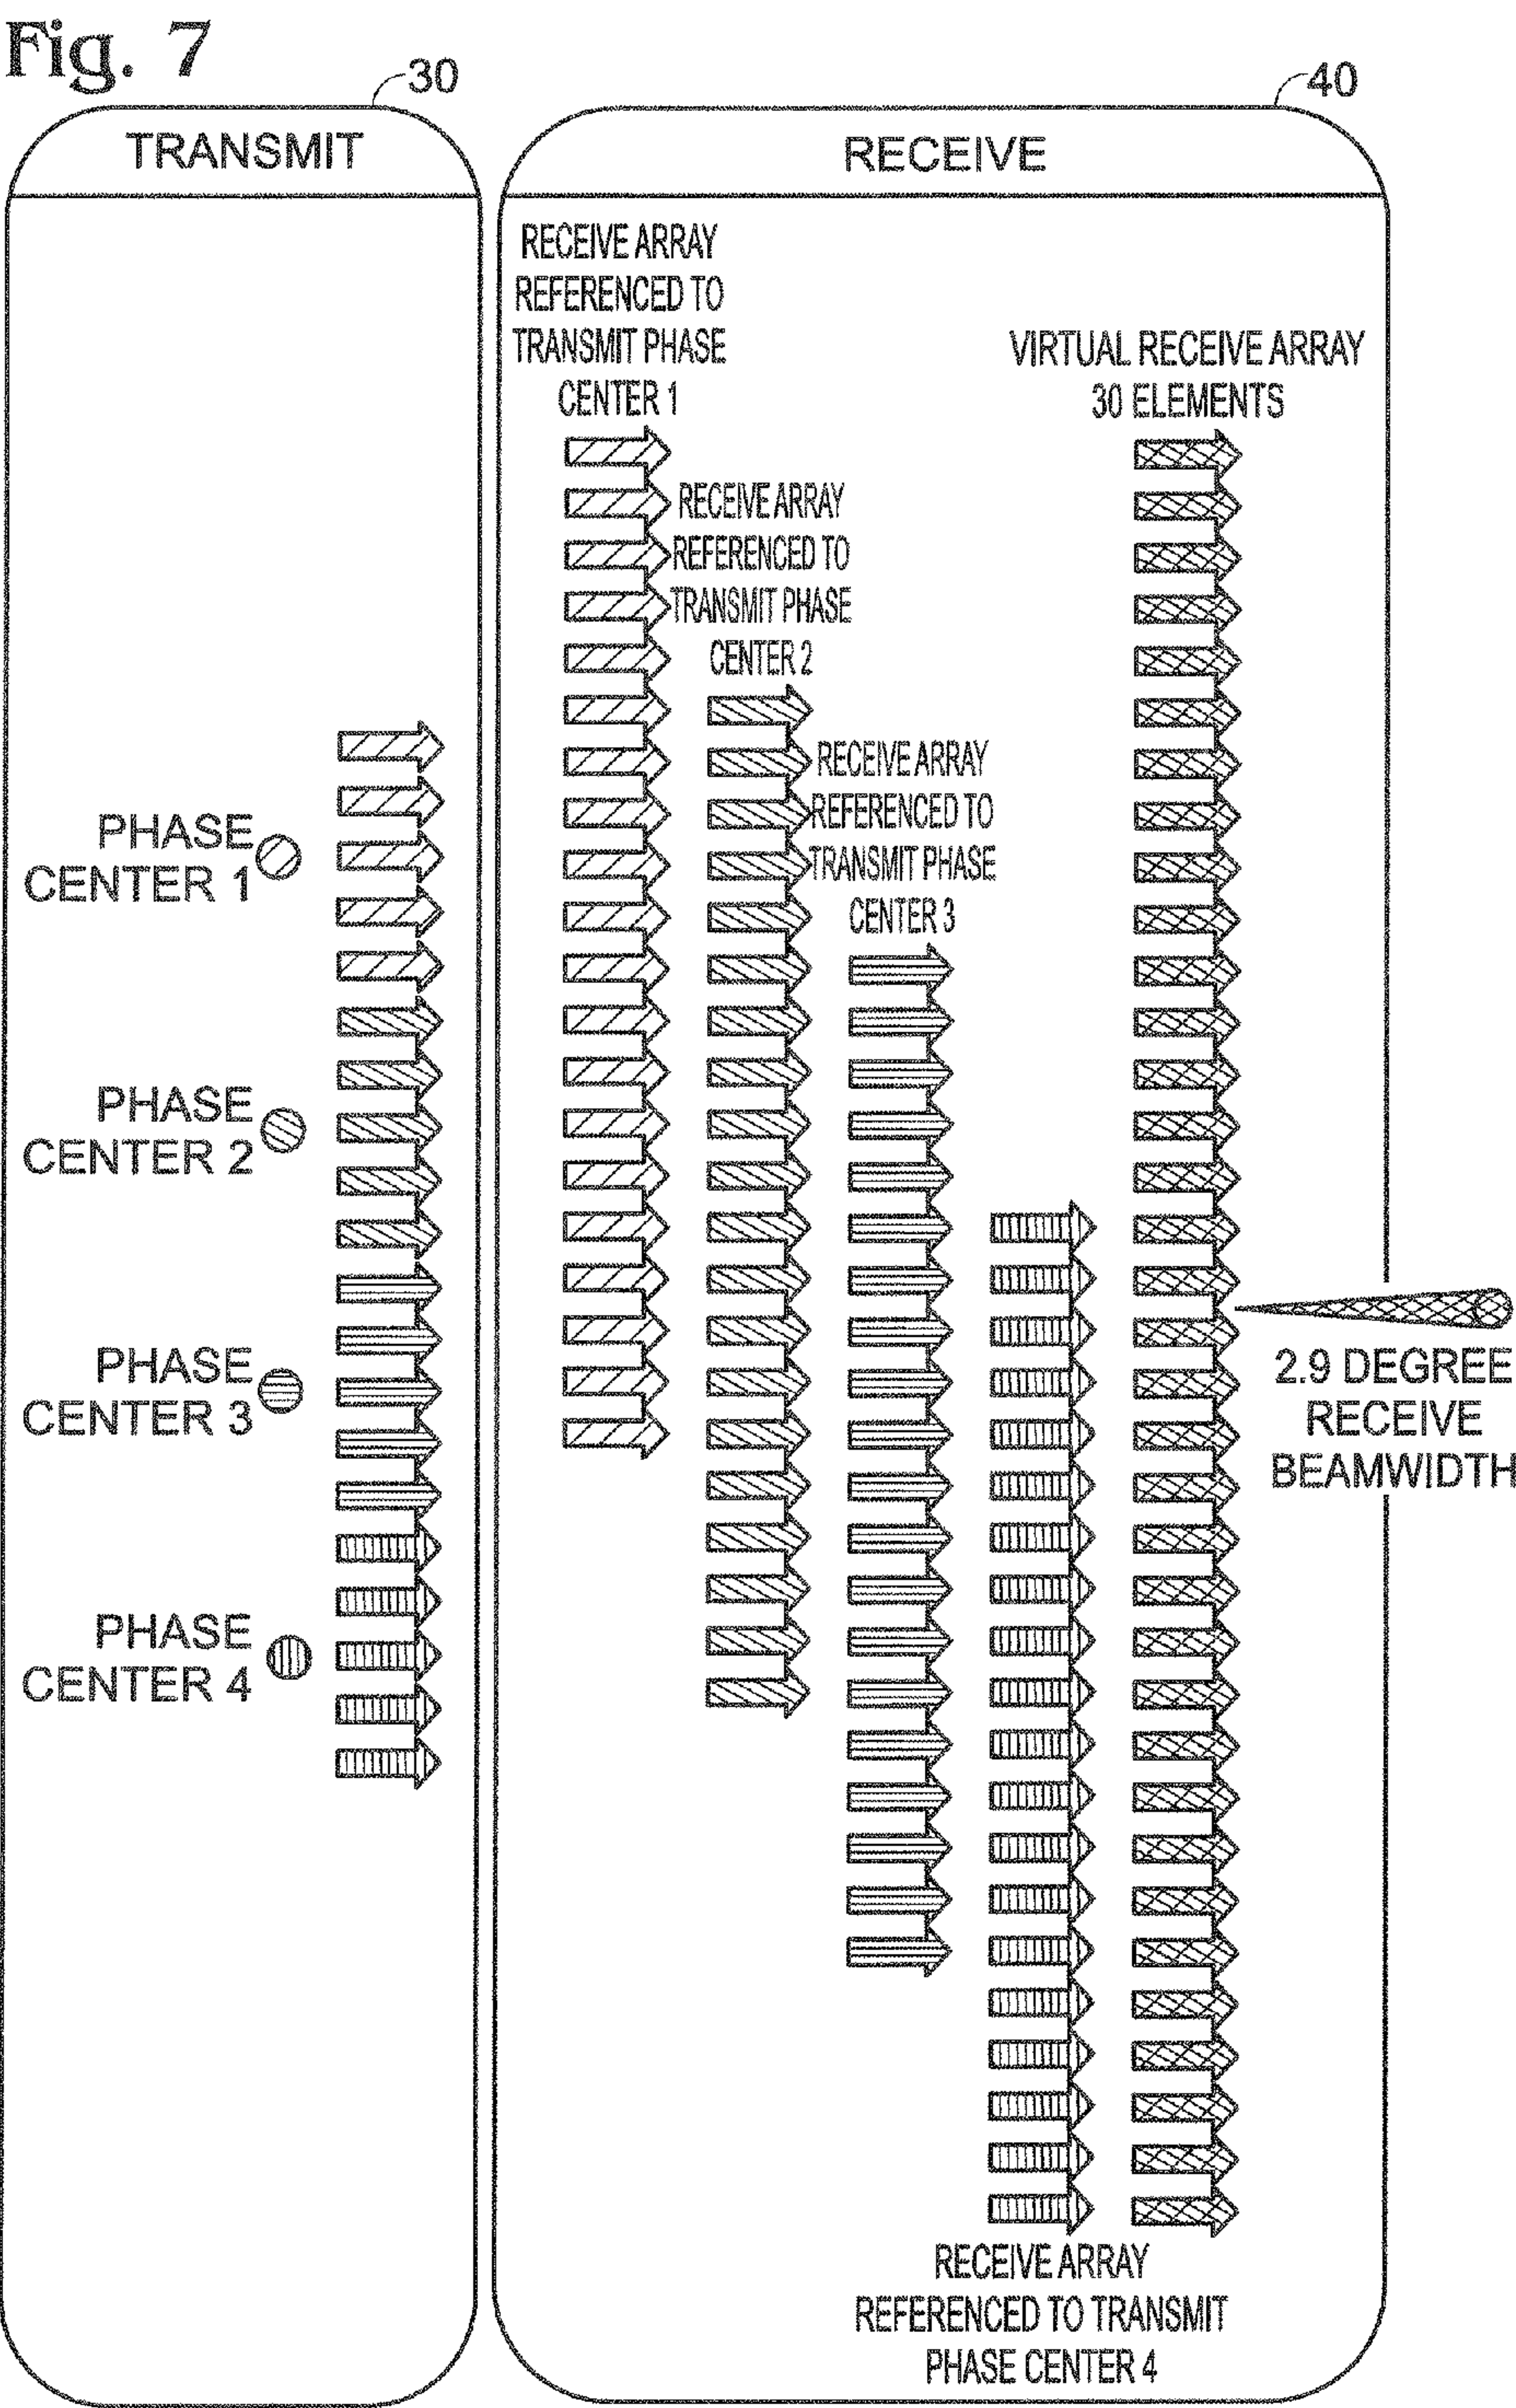 Fig. 7
30
40
TRANSMIT
RECEIVE
RECEIVE ARRAY
REFERENCED TO
TRANSMIT PHASE
CENTER 1
VIRTUAL RECEIVE ARRAY
30 ELEMENTS
RECEIVE ARRAY
REFERENCED TO
TRANSMIT PHASE
CENTER 2
RECEIVE ARRAY
REFERENCED TO
TRANSMIT PHASE
CENTER 3
PHASE
CENTER 1
PHASE
CENTER 2
PHASE
CENTER 3
PHASE
CENTER 4
2.9 DEGREE
RECEIVE
BEAMWIDTH
RECEIVE ARRAY
REFERENCED TO TRANSMIT
PHASE CENTER 4